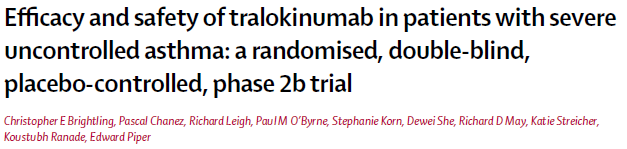 Efficacy and safety of tralokinumab in patients with severe
uncontrolled asthma: a randomised, double-blind,
placebo-controlled, phase 2b trial
Christopher E Brightling, Pascal Chanez, Richard Leigh, Paul M O’Byrne, Stephanie Korn, Dewei She, Richard D May, Katie Streicher,
Koustubh Ranade, Edward Piper